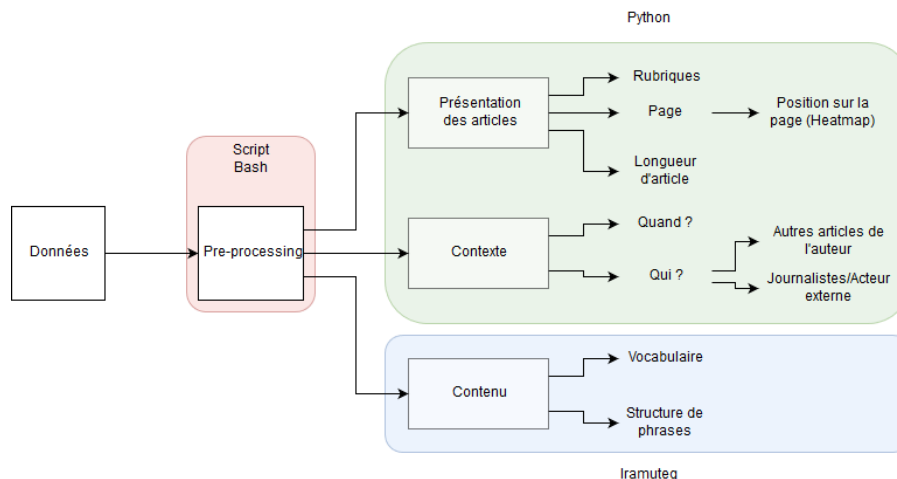 Python
Script
Bash
Données
Pre-processing
Présentation
des articles
Rubriques
Page
Position sur la
page (Heatmap)
Longueur
d'article
Contexte
Quand ?
Qui ?
Autres articles de
l'auteur
Journalistes/Acteur
externe
Contenu
Vocabulaire
Structure de
phrases
Iramuteq